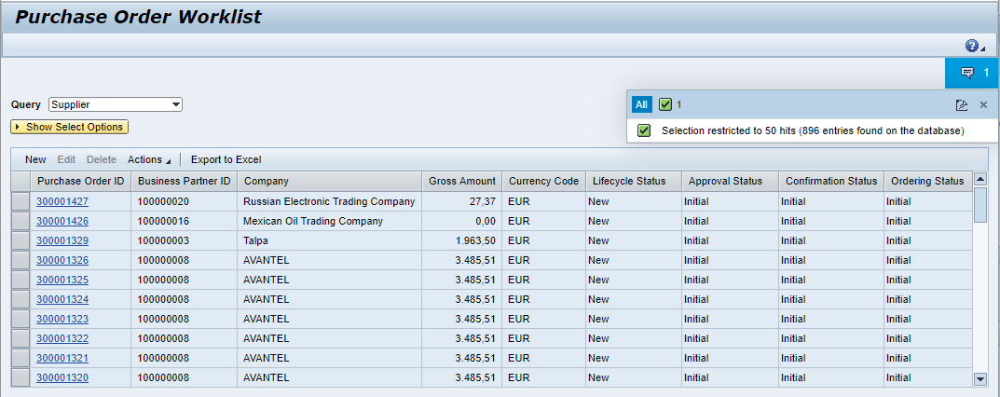 Purchase Order Worklist
?
1
Query Supplier
All 1
Selection restricted to 50 hits (896 entries found on the database)
Show Select Options
New Edit Delete Actions Export to Excel
Purchase Order ID Business Partner ID Company Gross Amount Currency Code Lifecycle Status Approval Status Confirmation Status Ordering Status
300001427 100000020 Russian Electronic Trading Company 27,37 EUR New Initial Initial Initial
300001426 100000016 Mexican Oil Trading Company 0,00 EUR New Initial Initial Initial
300001329 100000003 Talpa 1.963,50 EUR New Initial Initial Initial
300001326 100000008 AVANTEL 3.485,51 EUR New Initial Initial Initial
300001325 100000008 AVANTEL 3.485,51 EUR New Initial Initial Initial
300001324 100000008 AVANTEL 3.485,51 EUR New Initial Initial Initial
300001323 100000008 AVANTEL 3.485,51 EUR New Initial Initial Initial
300001322 100000008 AVANTEL 3.485,51 EUR New Initial Initial Initial
300001321 100000008 AVANTEL 3.485,51 EUR New Initial Initial Initial
300001320 100000008 AVANTEL 3.485,51 EUR New Initial Initial Initial